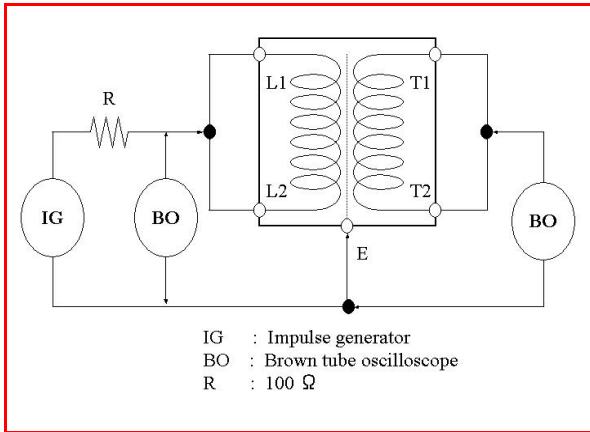 L1
T1
R
L2
T2
IG
BO
BO
E
IG : Impulse generator
BO : Brown tube oscilloscope
R : 100 Ω